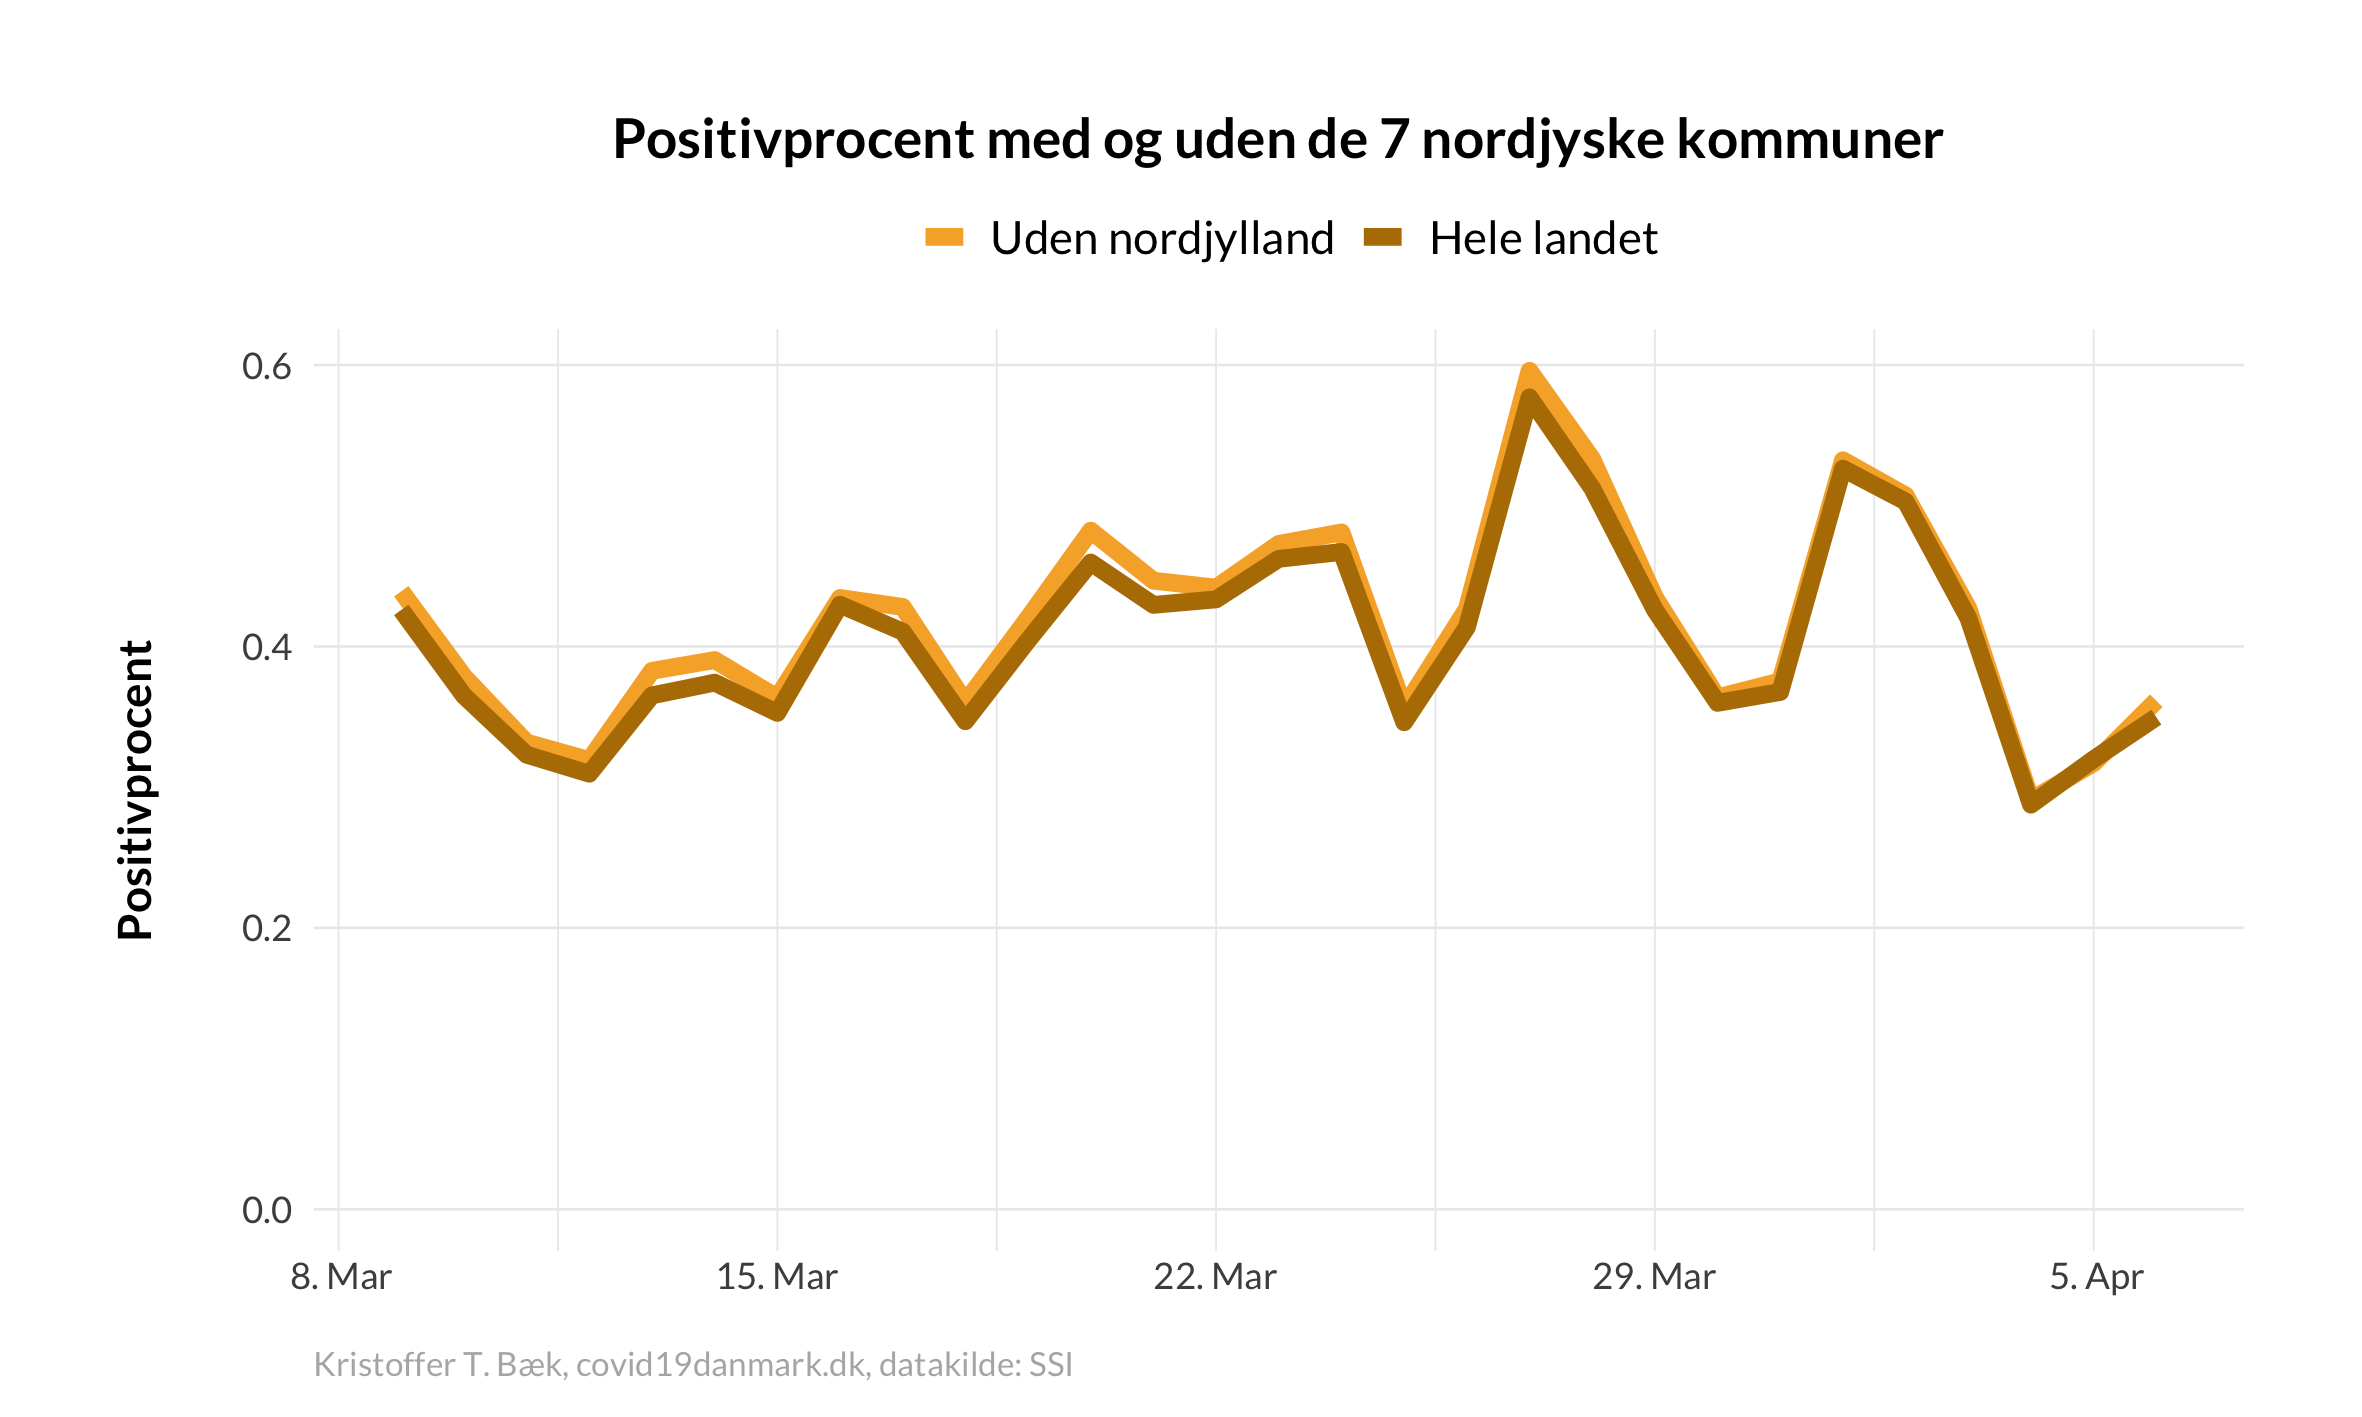 Positivprocent med og uden de 7 nordjyske kommuner
Uden nordjylland Hele landet
Positivprocent
0.6
0.4
0.2
0.0
8. Mar 15. Mar 22. Mar 29. Mar 5. Apr
Kristoffer T. Bæk, covid19danmark.dk, datakilde: SSI